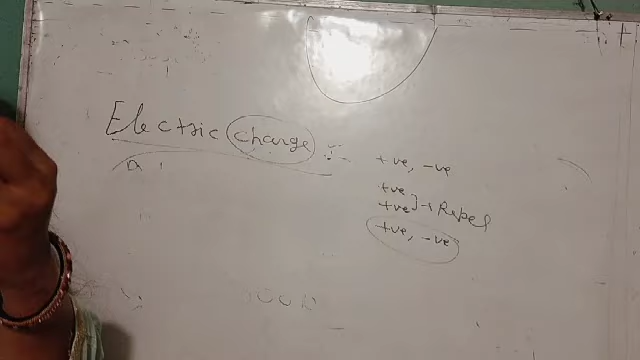 Electric charge :-
+ve, -ve
+ve
+ve ] → Repel
+ve, -ve